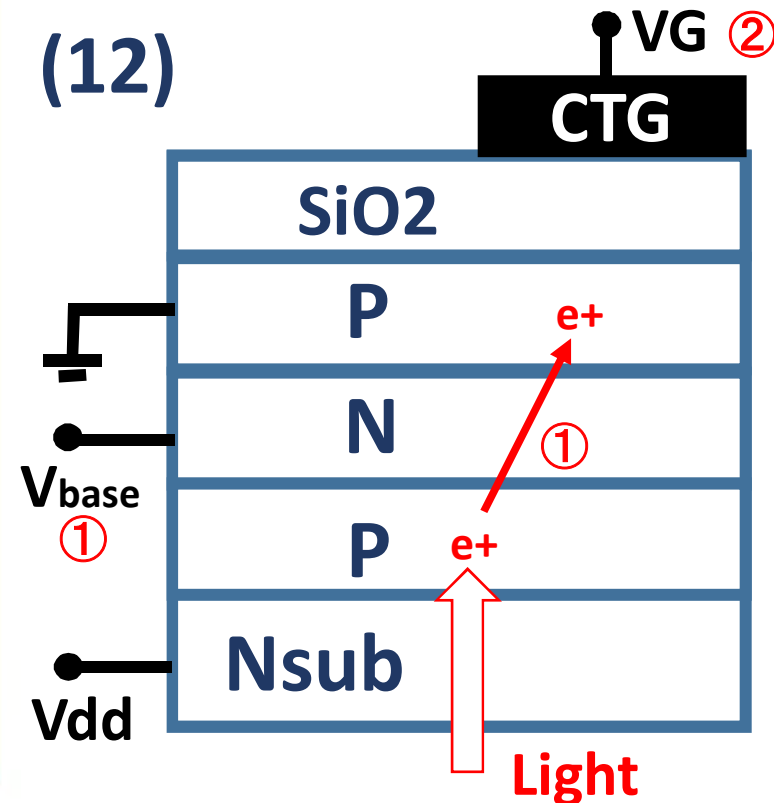 (12)
VG ②
CTG
SiO2
P
e+
N
①
Vbase
①
P
e+
Nsub
Vdd
Light